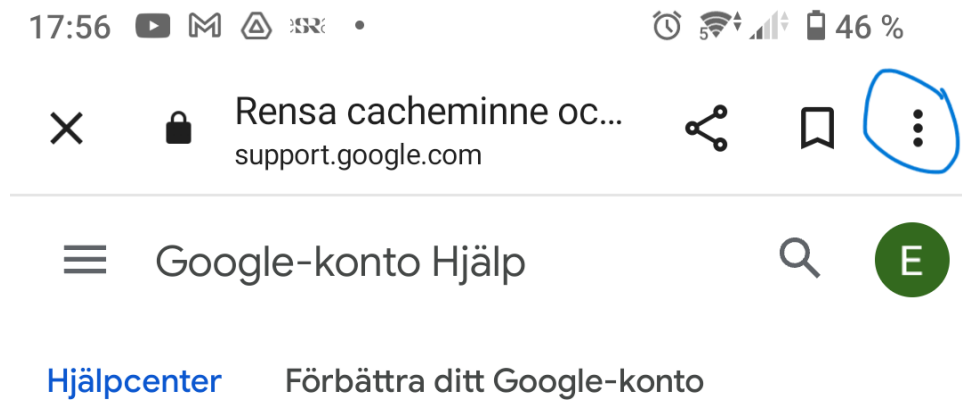 17:56 46 %
Rensa cacheminne oc...
support.google.com
Google-konto Hjälp E
Hjälpcenter Förbättra ditt Google-konto